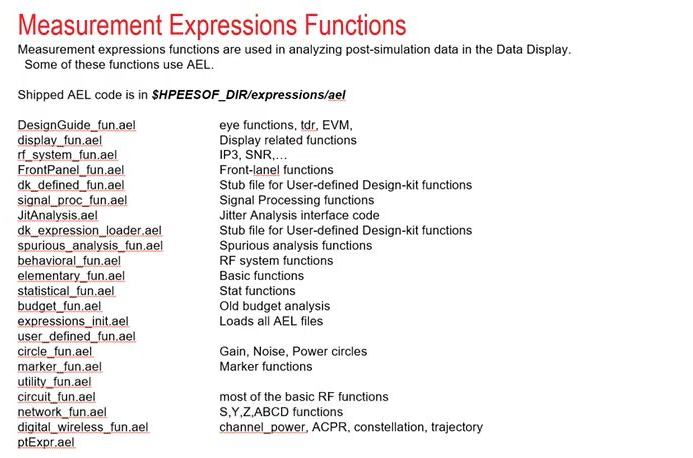 Measurement Expressions Functions
Measurement expressions functions are used in analyzing post-simulation data in the Data Display.
Some of these functions use AEL.
Shipped AEL code is in $HPEESOF_DIR/expressions/ael
DesignGuide_fun.ael eye functions, tdr, EVM,
display_fun.ael Display related functions
rf_system_fun.ael IP3, SNR,...
FrontPanel_fun.ael Front-lanel functions
dk_defined_fun.ael Stub file for User-defined Design-kit functions
signal_proc_fun.ael Signal Processing functions
JitAnalysis.ael Jitter Analysis interface code
dk_expression_loader.ael Stub file for User-defined Design-kit functions
spurious_analysis_fun.ael Spurious analysis functions
behavioral_fun.ael RF system functions
elementary_fun.ael Basic functions
statistical_fun.ael Stat functions
budget_fun.ael Old budget analysis
expressions_init.ael Loads all AEL files
user_defined_fun.ael
circle_fun.ael Gain, Noise, Power circles
marker_fun.ael Marker functions
utility_fun.ael
circuit_fun.ael most of the basic RF functions
network_fun.ael S,Y,Z,ABCD functions
digital_wireless_fun.ael channel_power, ACPR, constellation, trajectory
ptExpr.ael